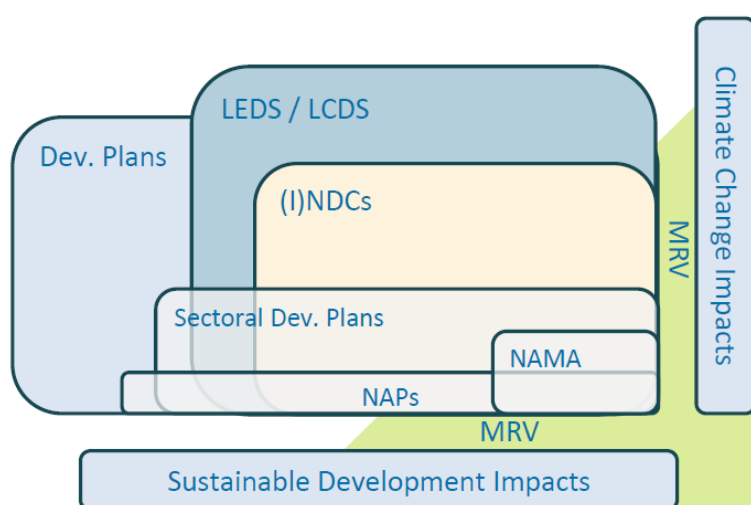 LEDS / LCDS
Dev. Plans
(I)NDCs
Sectoral Dev. Plans
NAMA
NAPs
MRV
MRV
Climate Change Impacts
Sustainable Development Impacts